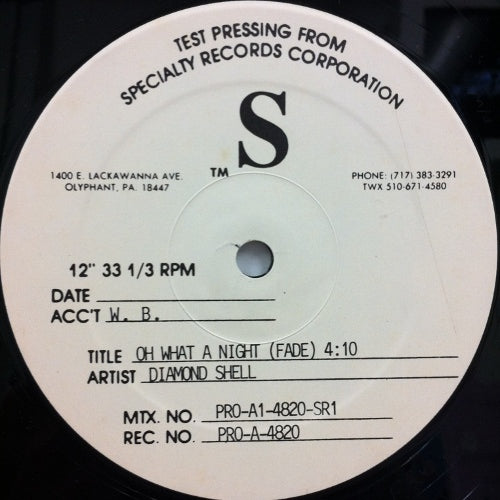 TEST PRESSING FROM
SPECIALTY RECORDS CORPORATION
TM S
1400 E. LACKAWANNA AVE.
OLYPHANT, PA. 18447
PHONE: (717) 383-3291
TWX 510-671-4580
12" 33 1/3 RPM
DATE
ACC'T W. B.
TITLE OH WHAT A NIGHT (FADE) 4:10
ARTIST DIAMOND SHELL
MTX. NO. PRO-A1-4820-SR1
REC. NO. PRO-A-4820